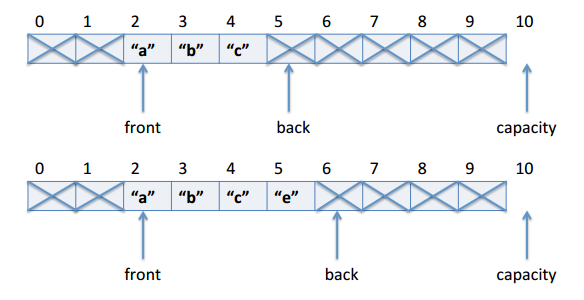 0 1 2 3 4 5 6 7 8 9 10
“a” “b” “c”
front back capacity
0 1 2 3 4 5 6 7 8 9 10
“a” “b” “c” “e”
front back capacity